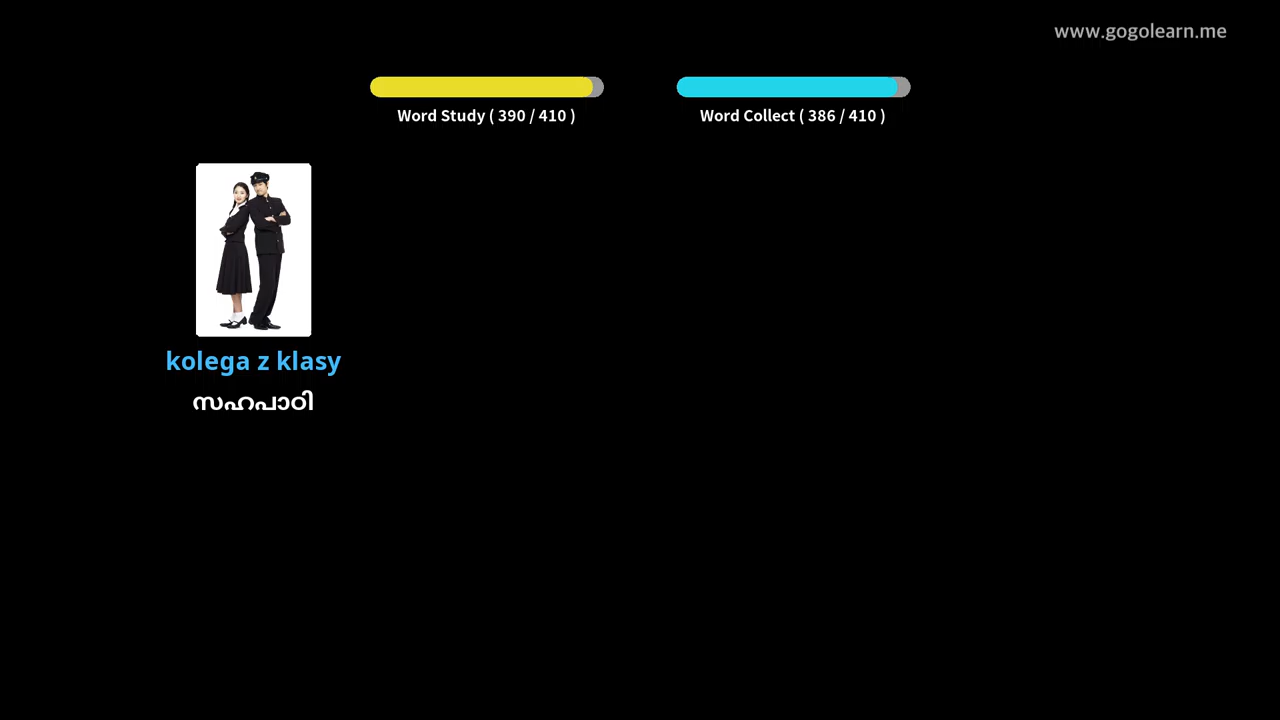 www.gogolearn.me
Word Study ( 390 / 410 )
Word Collect ( 386 / 410 )
kolega z klasy
സഹപാഠി